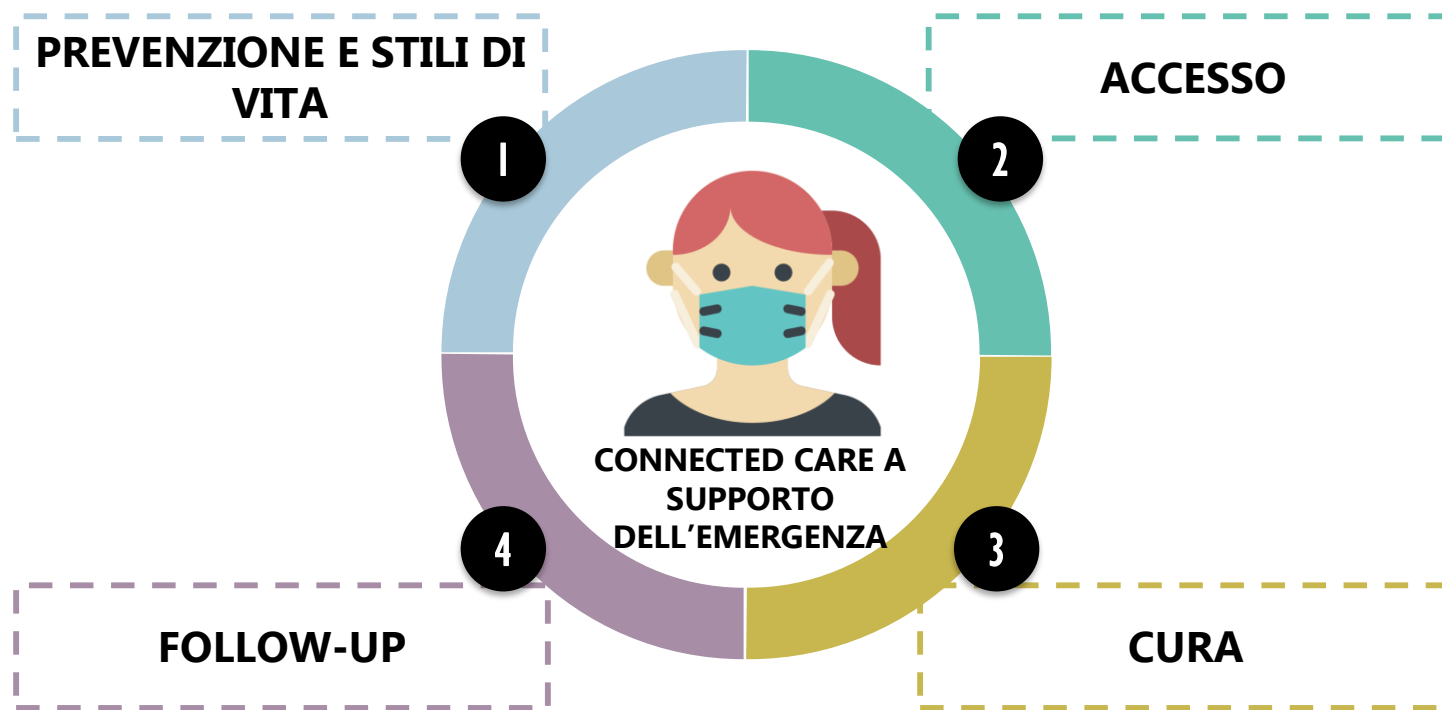 PREVENZIONE E STILI DI
VITA
1
ACCESSO
2
CONNECTED CARE A
SUPPORTO
DELL’EMERGENZA
4
FOLLOW-UP
3
CURA